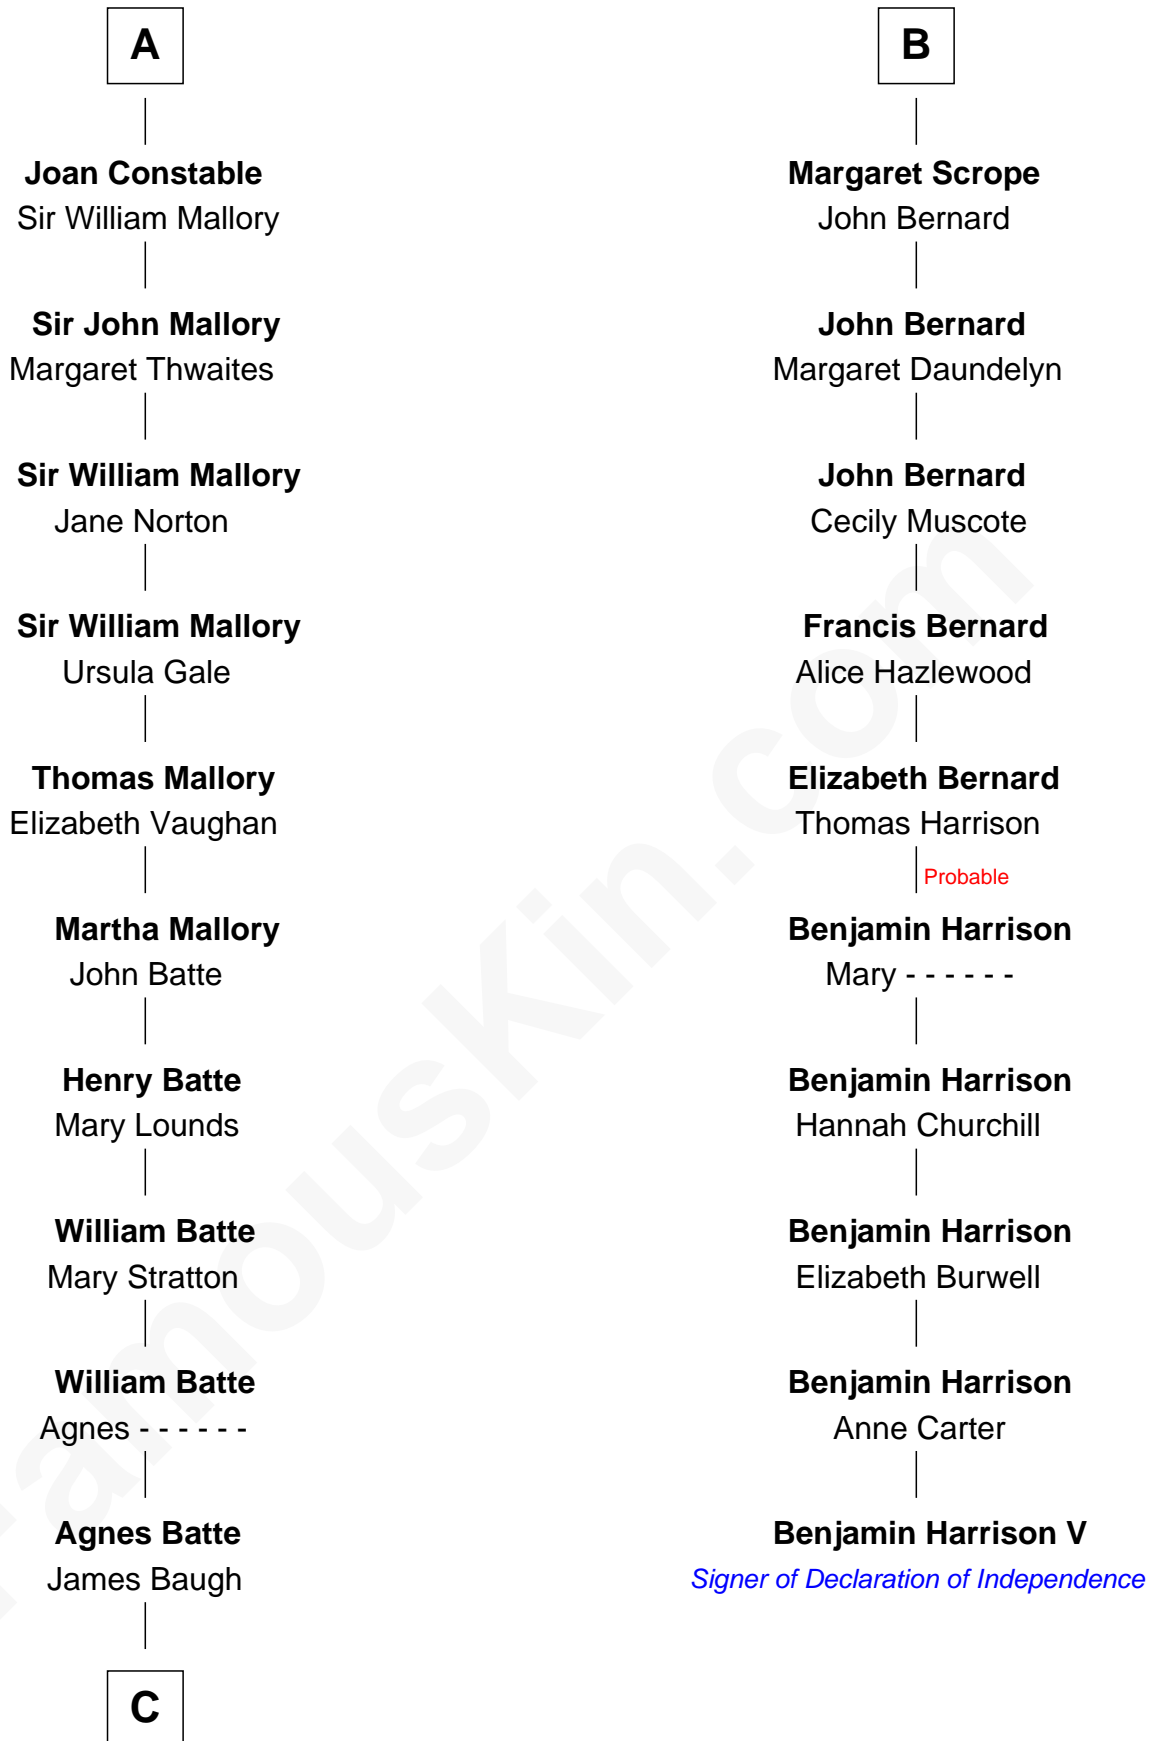 A
Joan Constable
Sir William Mallory
Sir John Mallory
Margaret Thwaites
Sir William Mallory
Jane Norton
Sir William Mallory
Ursula Gale
Thomas Mallory
Elizabeth Vaughan
Martha Mallory
John Batte
Henry Batte
Mary Lounds
William Batte
Mary Stratton
William Batte
Agnes - - - - - -
Agnes Batte
James Baugh
C
B
Margaret Scrope
John Bernard
John Bernard
Margaret Daundelyn
John Bernard
Cecily Muscote
Francis Bernard
Alice Hazlewood
Elizabeth Bernard
Thomas Harrison
Probable
Benjamin Harrison
Mary - - - - - -
Benjamin Harrison
Hannah Churchill
Benjamin Harrison
Elizabeth Burwell
Benjamin Harrison
Anne Carter
Benjamin Harrison V
Signer of Declaration of Independence
FamousKin.com